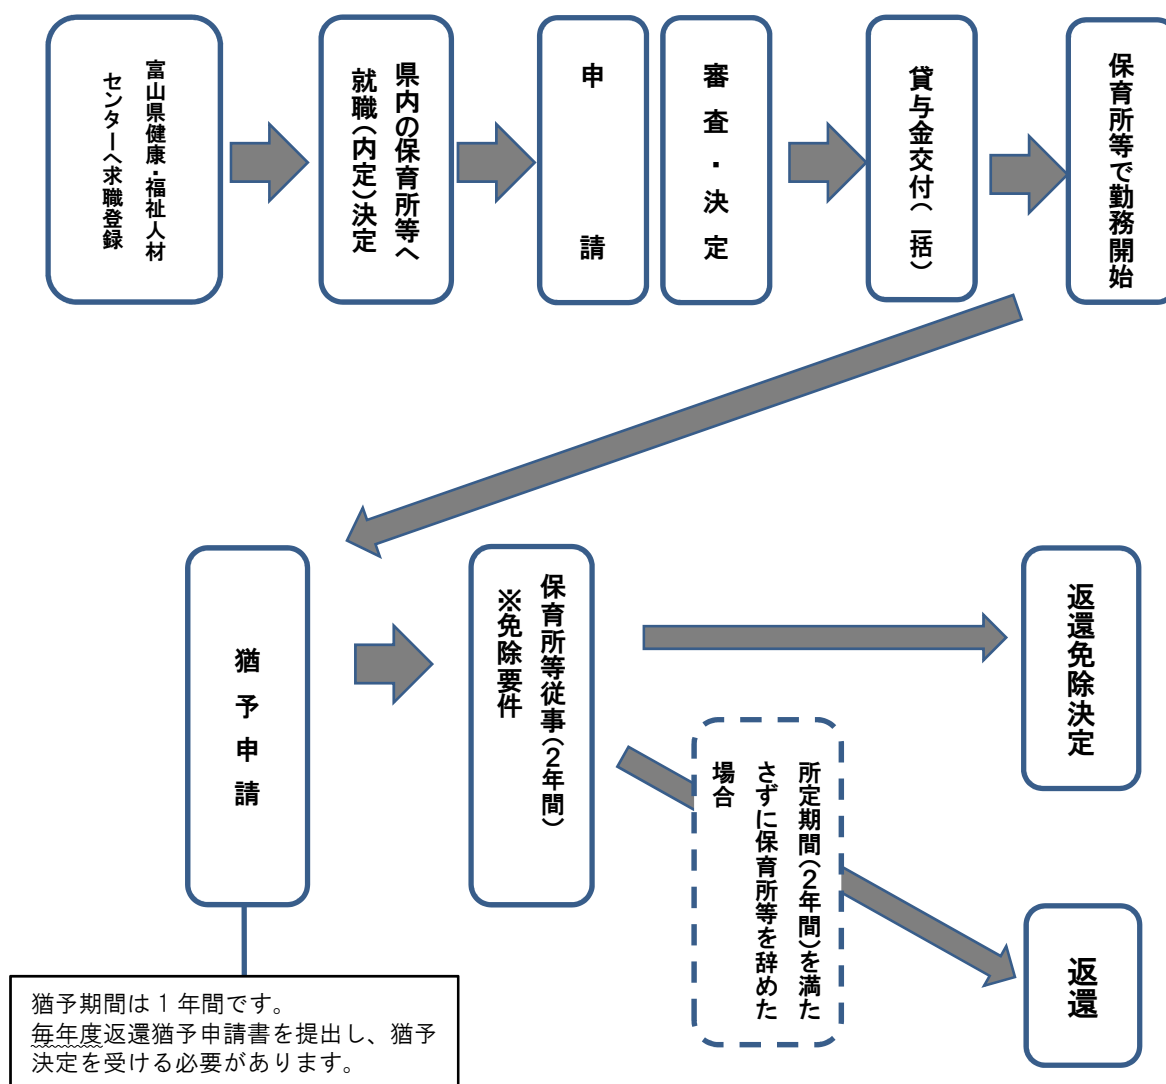 富山県健康・福祉人材
センターへ求職登録
県内の保育所等へ
就職(内定)決定
申請
審査・決定
貸与金交付(一括)
保育所等で勤務開始
猶予申請
保育所等従事(2年間)
※免除要件
返還免除決定
所定期間(2年間)を満た
さずに保育所等を辞めた
場合
返還
猶予期間は1年間です。
毎年度返還猶予申請書を提出し、猶予
決定を受ける必要があります。